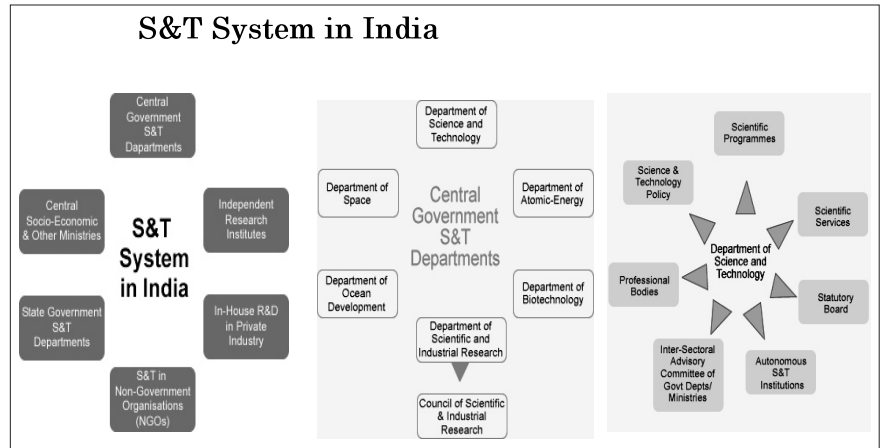 S&T System in India
Central
Government
S&T
Dapartments
Central
Socio-Economic
& Other Ministries
Independent
Research
Institutes
S&T
System
in India
State Government
S&T
Departments
In-House R&D
in Private
Industry
S&T in
Non-Government
Organisations
(NGOs)
Department of
Science and
Technology
Department of
Space
Department of
Atomic-Energy
Central
Government
S&T
Departments
Department of
Ocean
Development
Department of
Biotechnology
Department of
Scientific and
Industrial Research
Council of Scientific
& Industrial
Research
Scientific
Programmes
Science &
Technology
Policy
Scientific
Services
Department of
Science and
Technology
Professional
Bodies
Statutory
Board
Inter-Sectoral
Advisory
Committee of
Govt Depts/
Ministries
Autonomous
S&T
Institutions